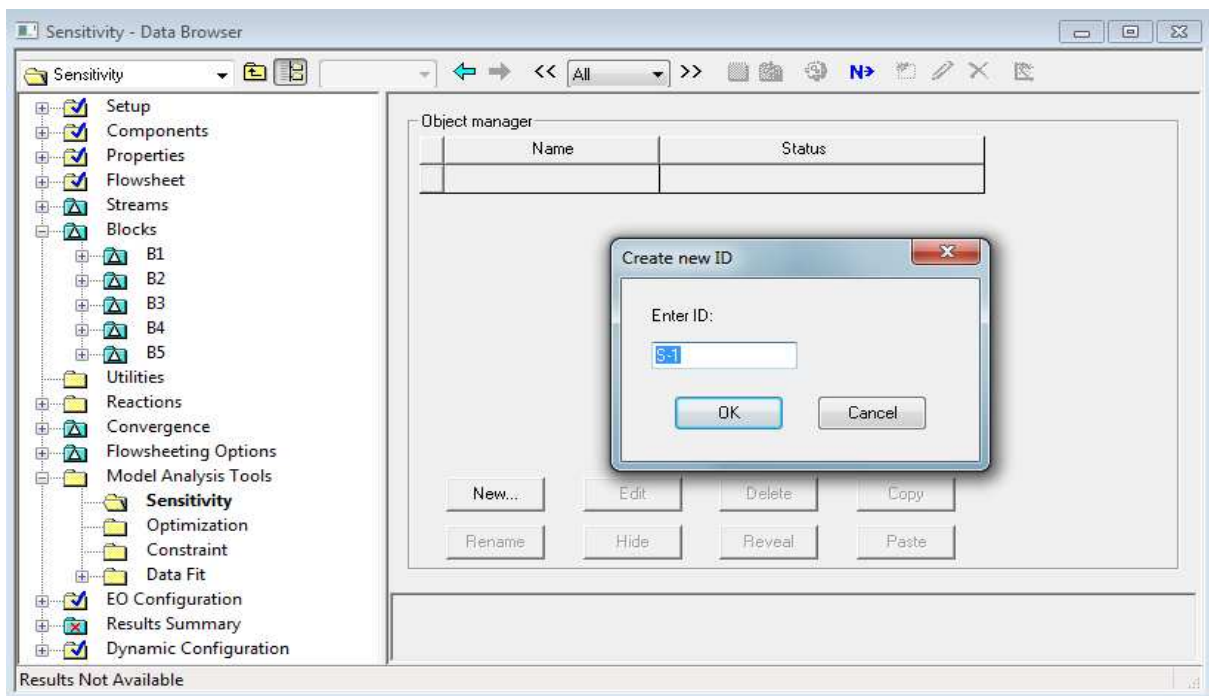 Sensitivity - Data Browser
Sensitivity << All >> N
Setup
Components
Properties
Flowsheet
Streams
Blocks
B1
B2
B3
B4
B5
Utilities
Reactions
Convergence
Flowsheeting Options
Model Analysis Tools
Sensitivity
Optimization
Constraint
Data Fit
EO Configuration
Results Summary
Dynamic Configuration
Object manager
Name Status
Create new ID
Enter ID:
S-1
OK Cancel
New... Edit Delete Copy
Rename Hide Reveal Paste
Results Not Available